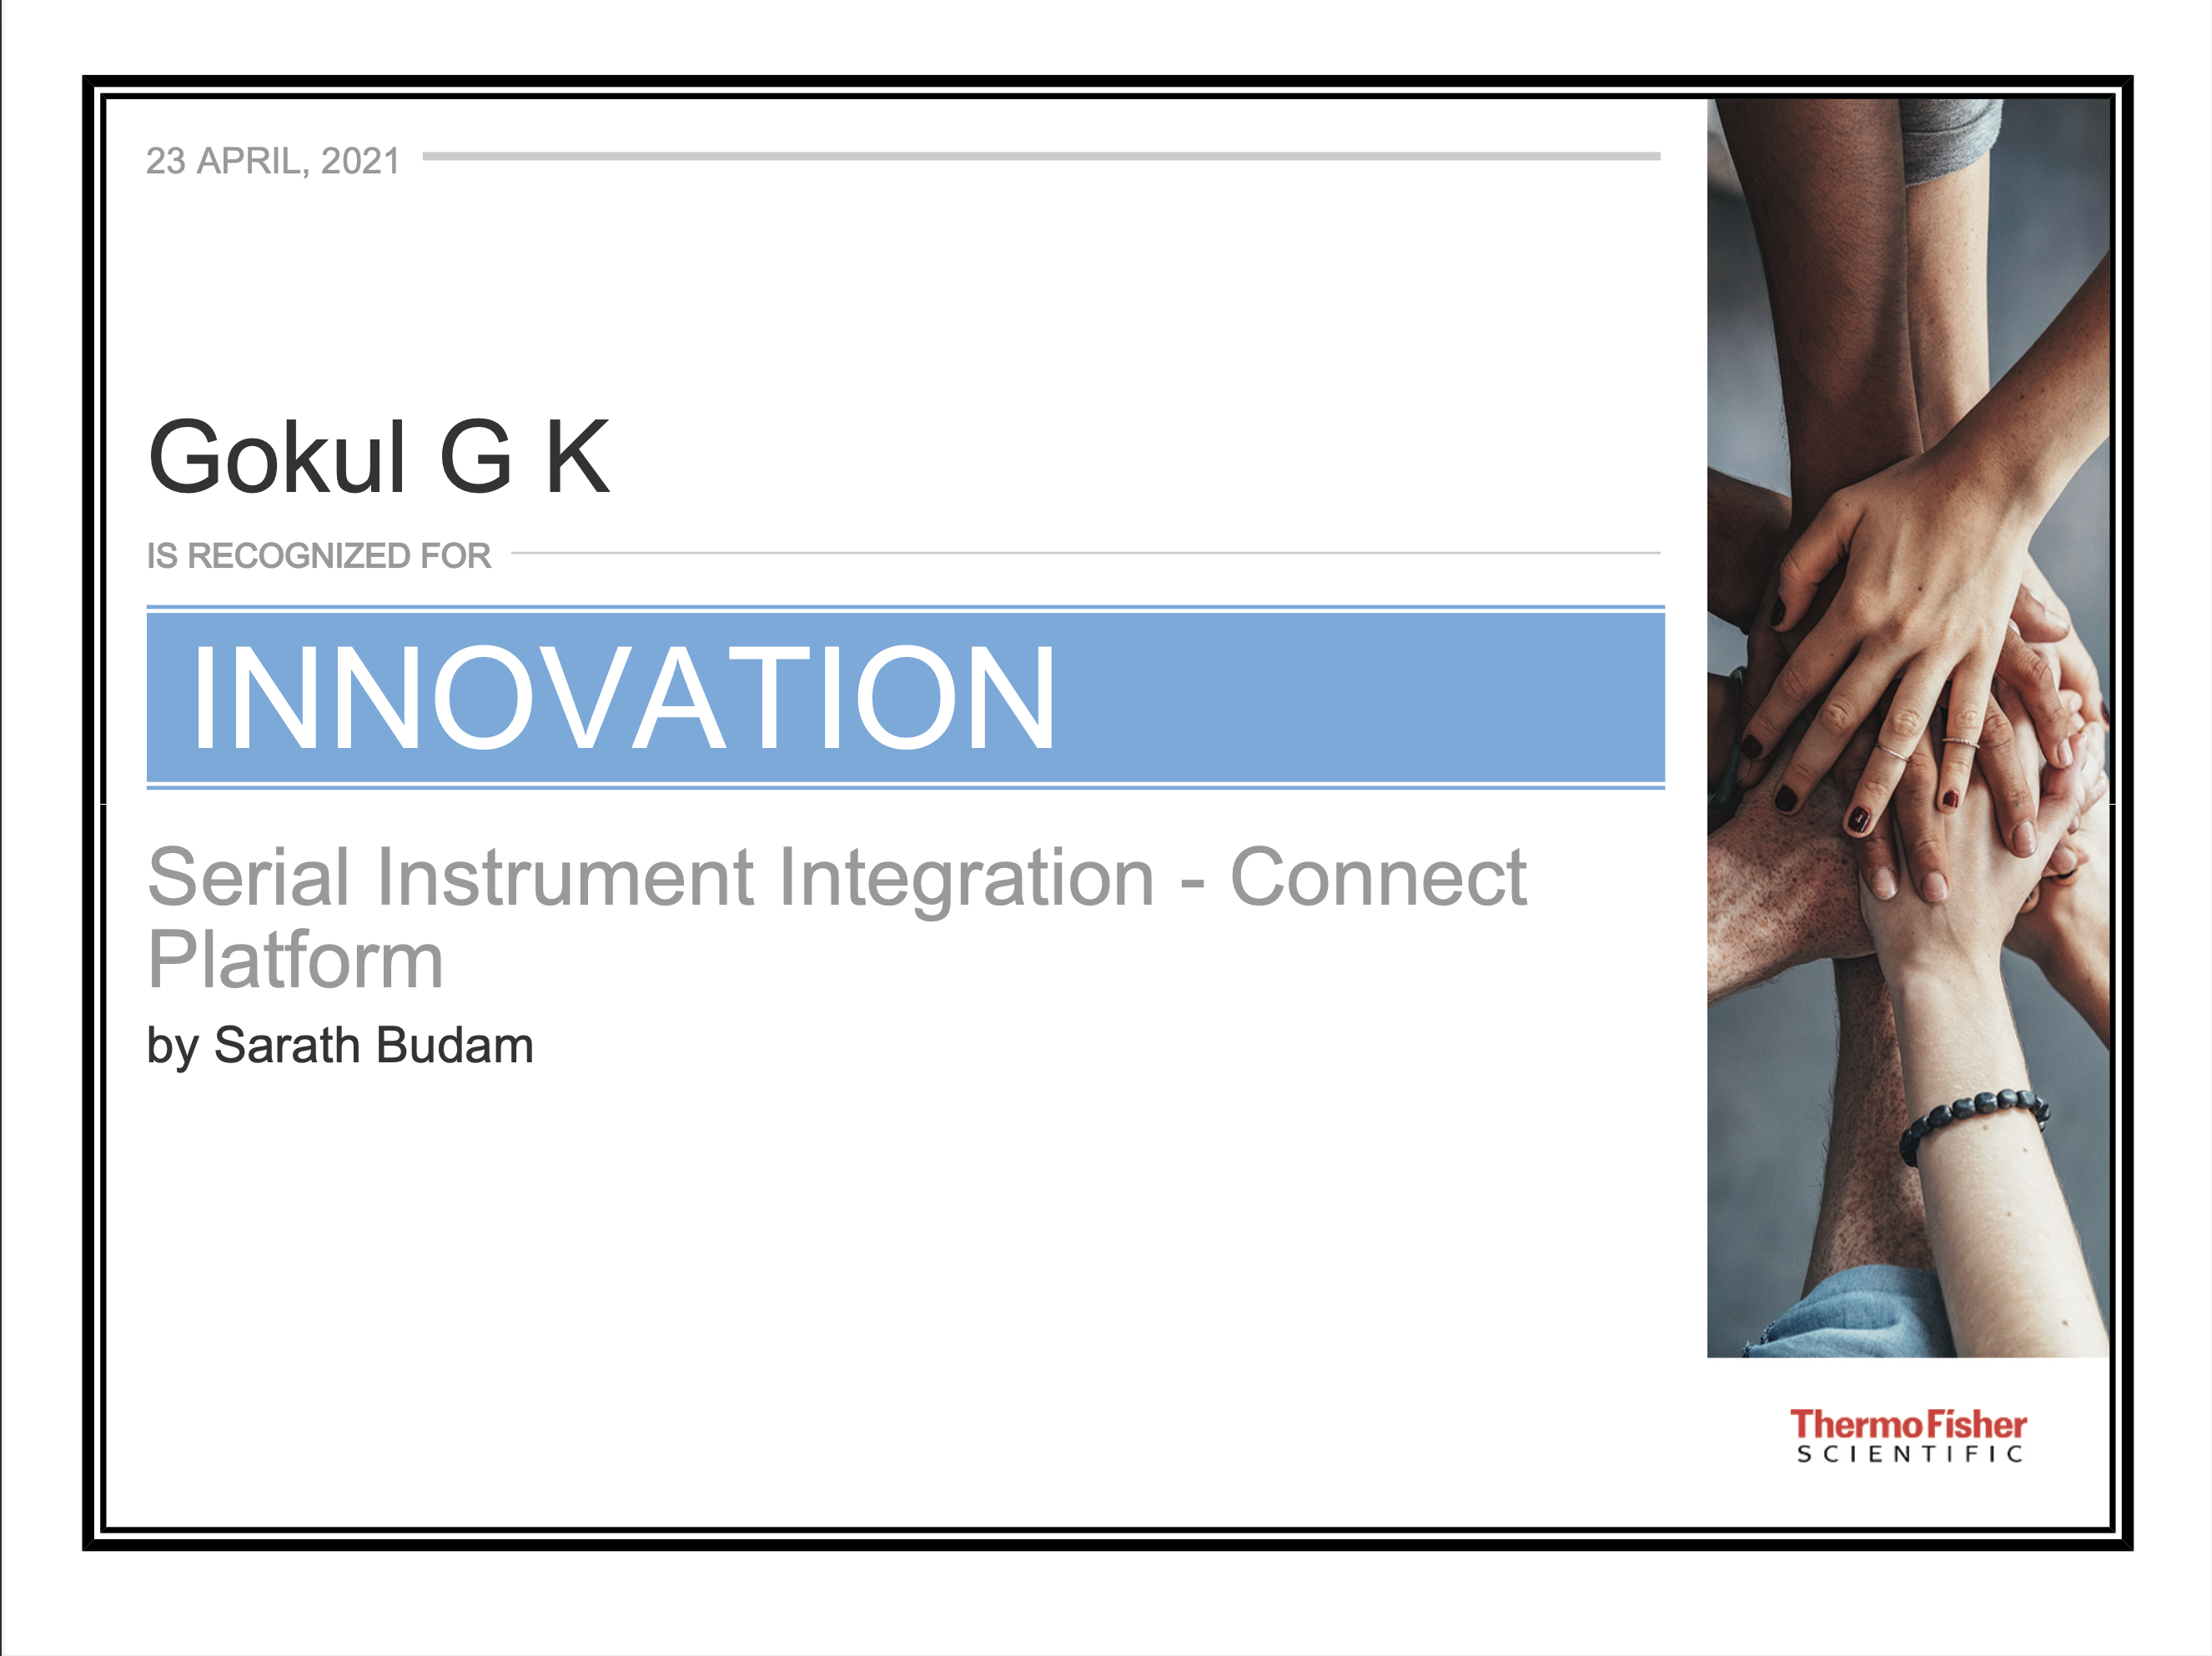 23 APRIL, 2021
Gokul G K
IS RECOGNIZED FOR
INNOVATION
Serial Instrument Integration - Connect
Platform
by Sarath Budam
ThermoFisher
SCIENTIFIC